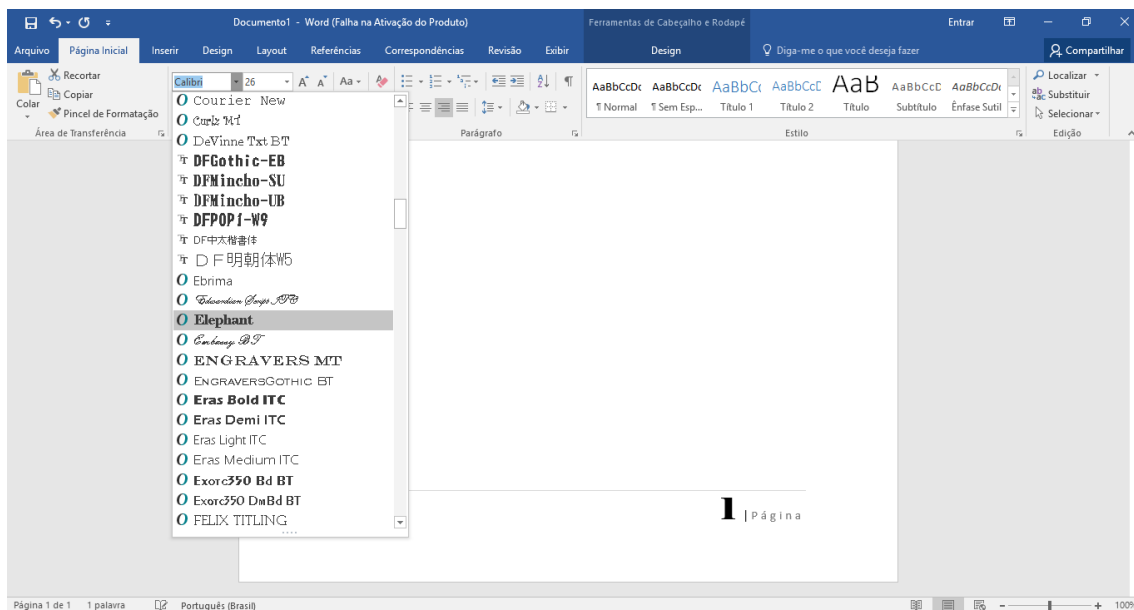 Documento1 - Word (Falha na Ativação do Produto)
Ferramentas de Cabeçalho e Rodapé
Entrar
Arquivo Página Inicial Inserir Design Layout Referências Correspondências Revisão Exibir Design Diga-me o que você deseja fazer Compartilhar
Colar
Recortar
Copiar
Pincel de Formatação
Área de Transferência
Calibri 26 A A Aa
Parágrafo
AaBbCcDc AaBbCcDc AaBbCc AaBbCcC AaB AaBbCcC AaBbCcDc
¶ Normal ¶ Sem Esp... Título 1 Título 2 Título Subtítulo Ênfase Sutil
Estilo
Localizar
Substituir
Selecionar
Edição
O Courier New
O Curlz MT
O DeVinne Txt BT
DFGothic-EB
DFMincho-SU
DFMincho-UB
DFPOP1-W9
DF中太楷書体
ＤＦ明朝体W5
O Ebrima
O Edwardian Script ITC
O Elephant
O Embassy BT
O ENGRAVERS MT
O EngraversGothic BT
O Eras Bold ITC
O Eras Demi ITC
O Eras Light ITC
O Eras Medium ITC
O Exotc350 Bd BT
O Exotc350 DmBd BT
O FELIX TITLING
1 | Página
Página 1 de 1 1 palavra Português (Brasil) 100%